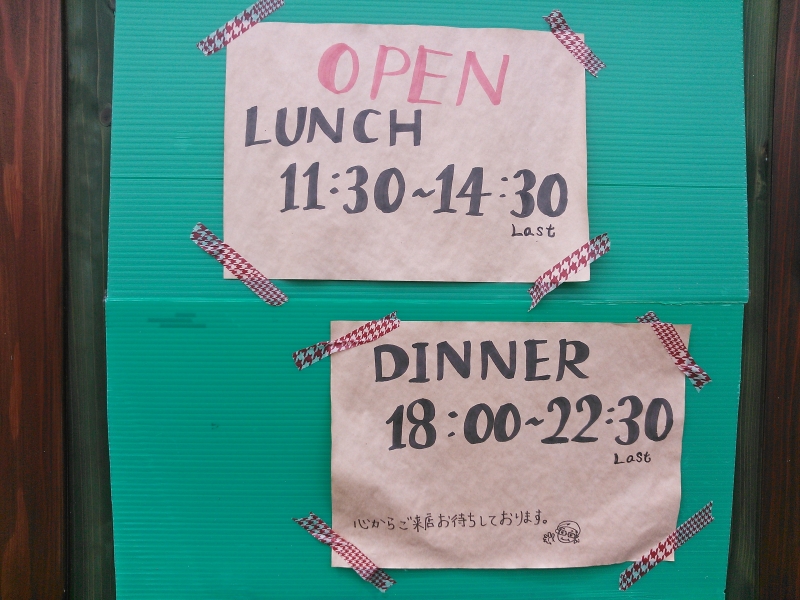 OPEN
LUNCH
11:30~14:30
Last
DINNER
18:00~22:30
Last
心からご来店お待ちしております。